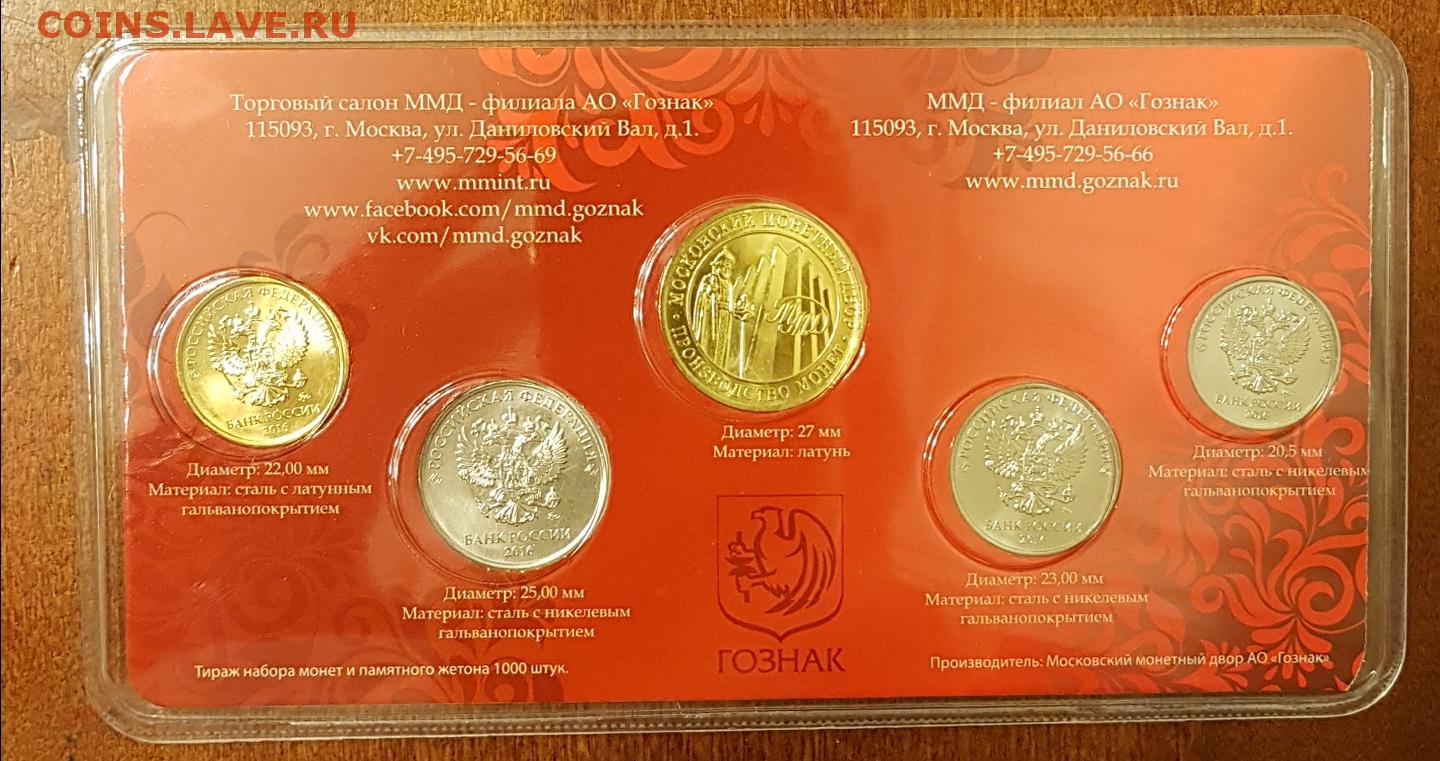 COINS.LAVE.RU
Торговый салон ММД - филиала АО «Гознак»
115093, г. Москва, ул. Даниловский Вал, д.1.
+7-495-729-56-69
www.mmint.ru
www.facebook.com/mmd.goznak
vk.com/mmd.goznak
ММД - филиал АО «Гознак»
115093, г. Москва, ул. Даниловский Вал, д.1.
+7-495-729-56-66
www.mmd.goznak.ru
РОССИЙСКАЯ ФЕДЕРАЦИЯ
БАНК РОССИИ
2016
Диаметр: 22,00 мм
Материал: сталь с латунным
гальванопокрытием
РОССИЙСКАЯ ФЕДЕРАЦИЯ
БАНК РОССИИ
2016
Диаметр: 25,00 мм
Материал: сталь с никелевым
гальванопокрытием
МОСКОВСКИЙ МОНЕТНЫЙ ДВОР
ПРОИЗВОДСТВО МОНЕТ
Диаметр: 27 мм
Материал: латунь
РОССИЙСКАЯ ФЕДЕРАЦИЯ
БАНК РОССИИ
2016
Диаметр: 23,00 мм
Материал: сталь с никелевым
гальванопокрытием
РОССИЙСКАЯ ФЕДЕРАЦИЯ
БАНК РОССИИ
2016
Диаметр: 20,5 мм
Материал: сталь с никелевым
гальванопокрытием
ГОЗНАК
Тираж набора монет и памятного жетона 1000 штук.
Производитель: Московский монетный двор АО «Гознак»